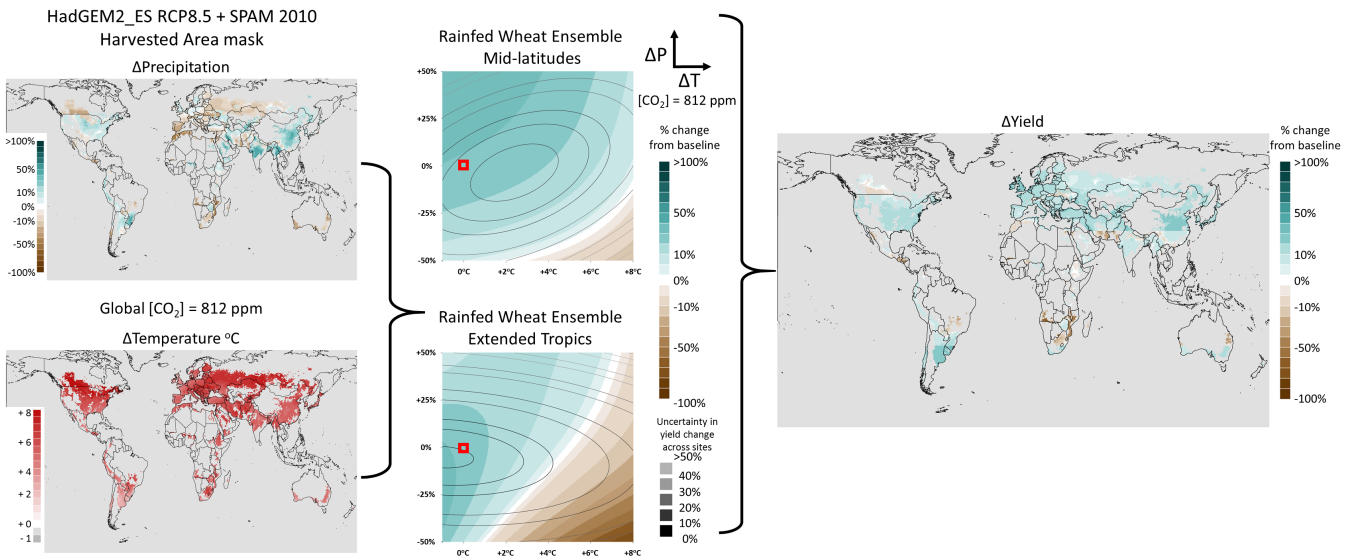 HadGEM2_ES RCP8.5 + SPAM 2010
Harvested Area mask
ΔPrecipitation
>100%
50%
10%
0%
-10%
-50%
-100%
Global [CO2] = 812 ppm
ΔTemperature ºC
+ 8
+ 6
+ 4
+ 2
+ 0
- 1
Rainfed Wheat Ensemble
Mid-latitudes
+50%
+25%
0%
-25%
-50%
0°C
+2°C
+4°C
+6°C
+8°C
Rainfed Wheat Ensemble
Extended Tropics
+50%
+25%
0%
-25%
-50%
0°C
+2°C
+4°C
+6°C
+8°C
ΔP
ΔT
[CO2] = 812 ppm
% change
from baseline
>100%
50%
10%
0%
-10%
-50%
-100%
Uncertainty in
yield change
across sites
>50%
40%
30%
20%
10%
0%
ΔYield
% change
from baseline
>100%
50%
10%
0%
-10%
-50%
-100%